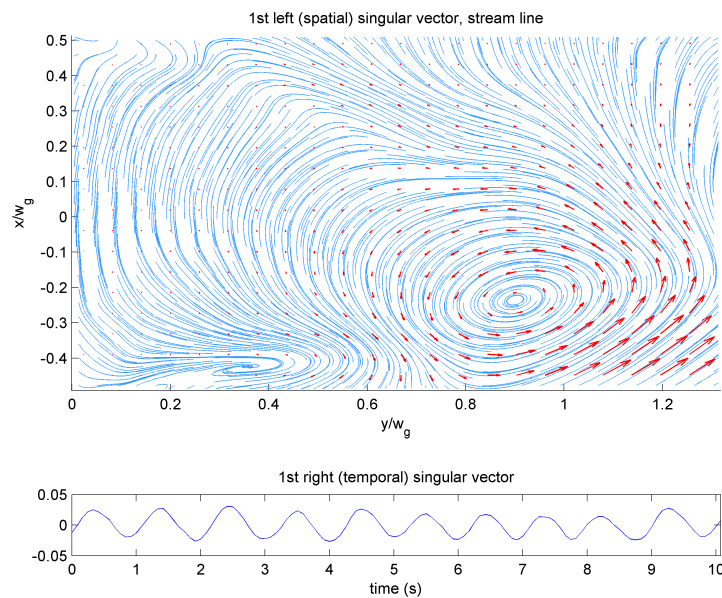 1st left (spatial) singular vector, stream line
0.5
0.4
0.3
0.2
0.1
0
-0.1
-0.2
-0.3
-0.4
x/wg
0 0.2 0.4 0.6 0.8 1 1.2
y/wg
1st right (temporal) singular vector
0.05
0
-0.05
0 1 2 3 4 5 6 7 8 9 10
time (s)